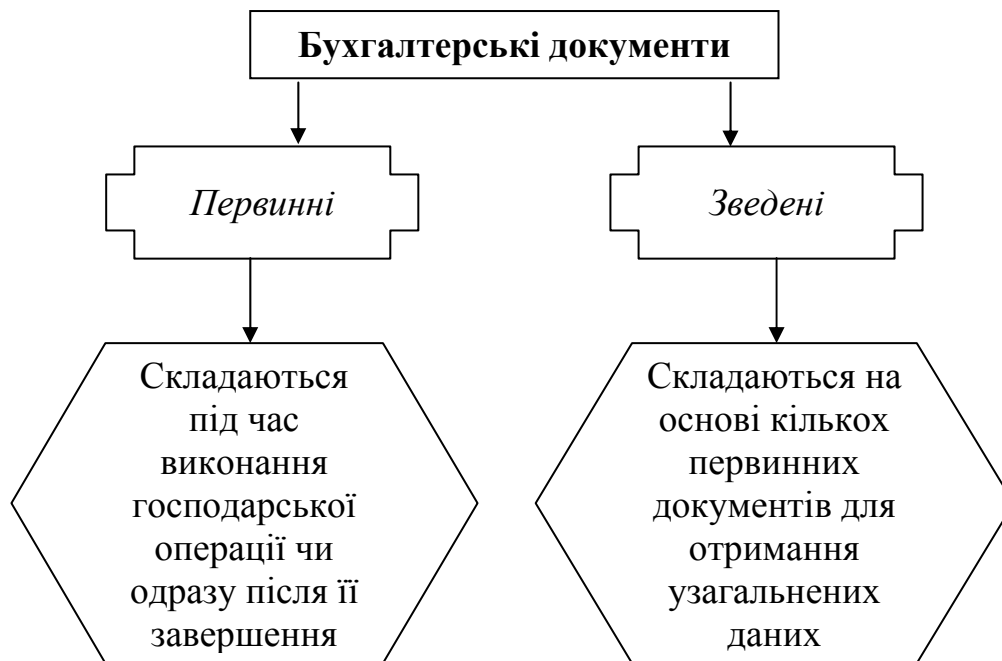 Бухгалтерські документи
Первинні
Зведені
Складаються
під час
виконання
господарської
операції чи
одразу після її
завершення
Складаються на
основі кількох
первинних
документів для
отримання
узагальнених
даних